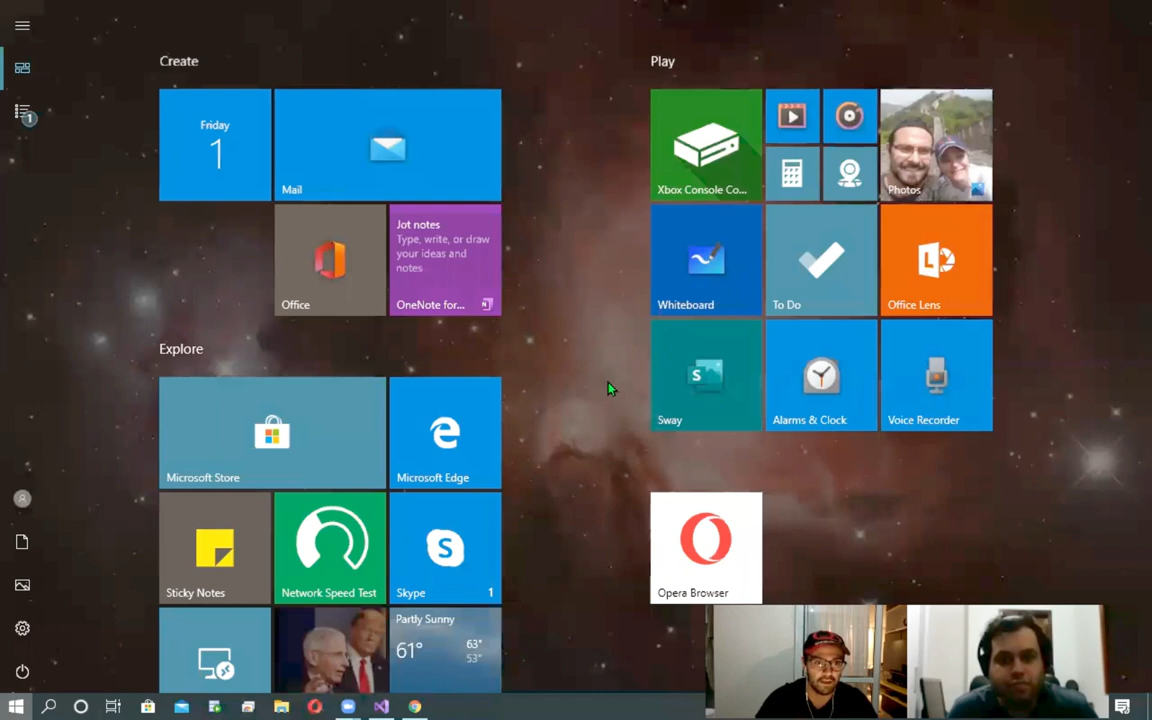 Create
Play
Friday
1
Mail
Xbox Console Co...
Photos
1
Office
Jot notes
Type, write, or draw
your ideas and
notes
OneNote for...
N
Whiteboard
To Do
L
Office Lens
Explore
S
Sway
Alarms & Clock
Voice Recorder
Microsoft Store
Microsoft Edge
Sticky Notes
Network Speed Test
S
Skype
1
Opera Browser
Partly Sunny
61°
63°
53°